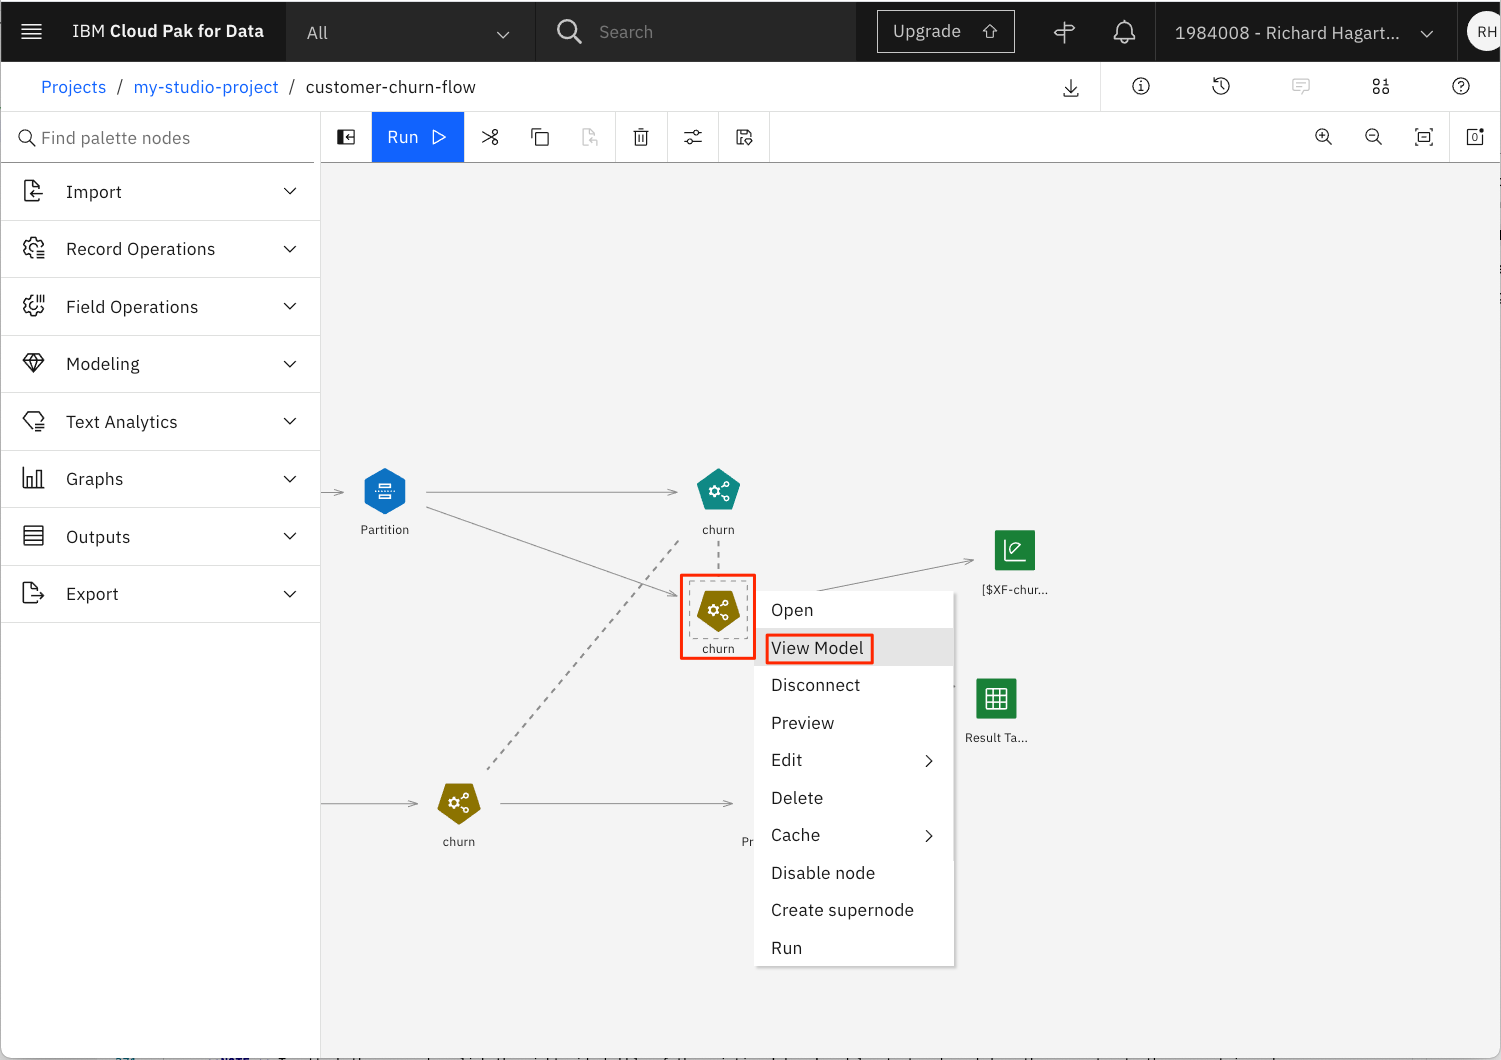 IBM Cloud Pak for Data
All
Search
Upgrade
1984008 - Richard Hagart...
RH
Projects / my-studio-project / customer-churn-flow
Find palette nodes
Run
Import
Record Operations
Field Operations
Modeling
Text Analytics
Graphs
Outputs
Export
Partition
churn
[$XF-chur...
churn
Open
View Model
Disconnect
Preview
Edit
Delete
Cache
Disable node
Create supernode
Run
Result Ta...
churn
Pr